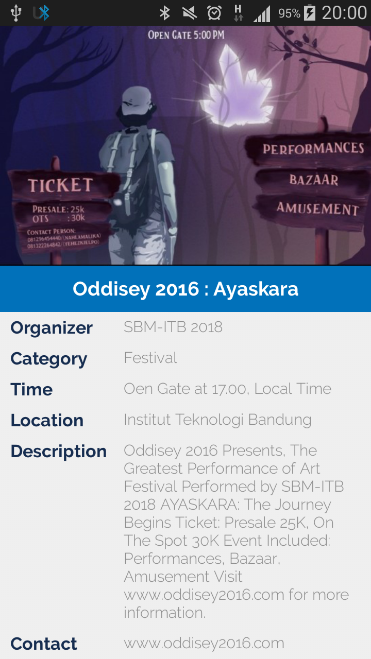 95% 20:00
OPEN GATE 5:00 PM
TICKET
PRESALE: 25K
OTS : 30K
CONTACT PERSON:
PERFORMANCES
BAZAAR
AMUSEMENT
Oddisey 2016 : Ayaskara
Organizer SBM-ITB 2018
Category Festival
Time Oen Gate at 17.00, Local Time
Location Institut Teknologi Bandung
Description Oddisey 2016 Presents, The
Greatest Performance of Art
Festival Performed by SBM-ITB
2018 AYASKARA: The Journey
Begins Ticket: Presale 25K, On
The Spot 30K Event Included:
Performances, Bazaar,
Amusement Visit
www.oddisey2016.com for more
information.
Contact www.oddisey2016.com